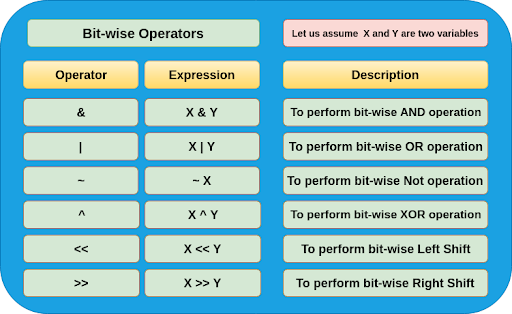 Bit-wise Operators
Let us assume X and Y are two variables
Operator Expression Description
& X & Y To perform bit-wise AND operation
| X | Y To perform bit-wise OR operation
~ ~ X To perform bit-wise Not operation
^ X ^ Y To perform bit-wise XOR operation
<< X << Y To perform bit-wise Left Shift
>> X >> Y To perform bit-wise Right Shift